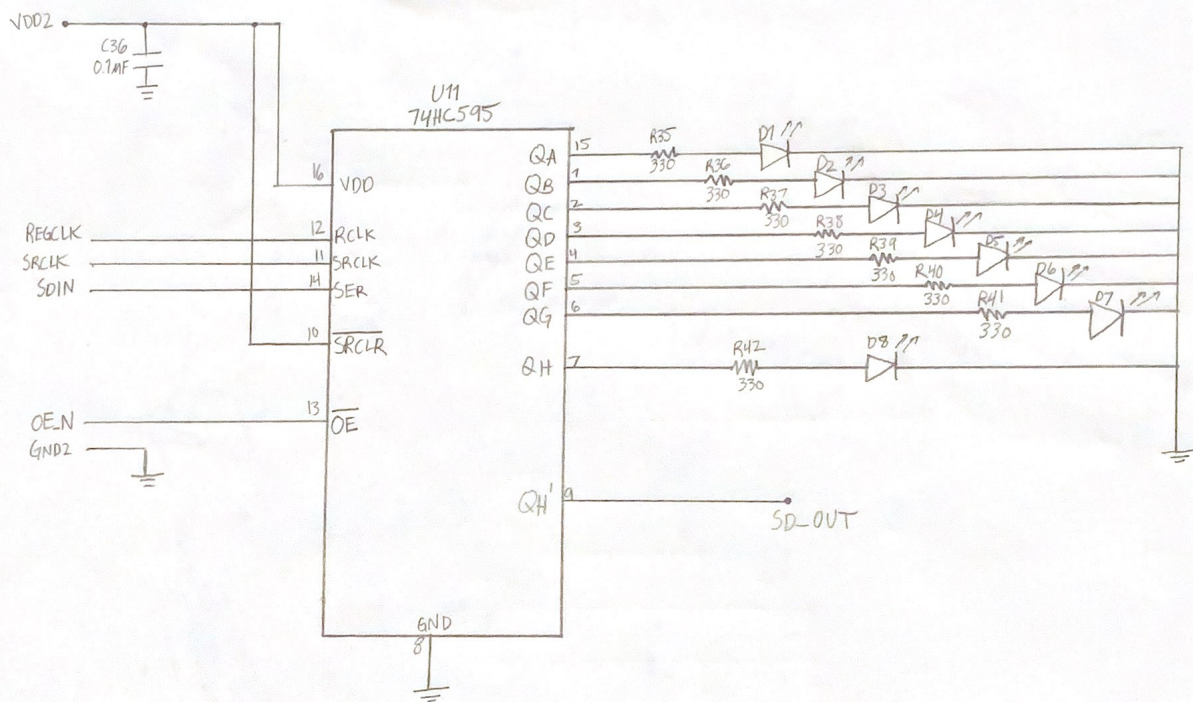 VDD2
C36
0.1MF
U11
74HC595
16 VDD
REGCLK 12 RCLK
SRCLK 11 SRCLK
SDIN 14 SER
10 SRCLR
OE_N 13 OE
GND2
QA 15 R35 330 D1
QB 1 R36 330 D2
QC 2 R37 330 D3
QD 3 R38 330 D4
QE 4 R39 330 D5
QF 5 R40 330 D6
QG 6 R41 330 D7
QH 7 R42 330 D8
QH' 9 SD_OUT
GND
8